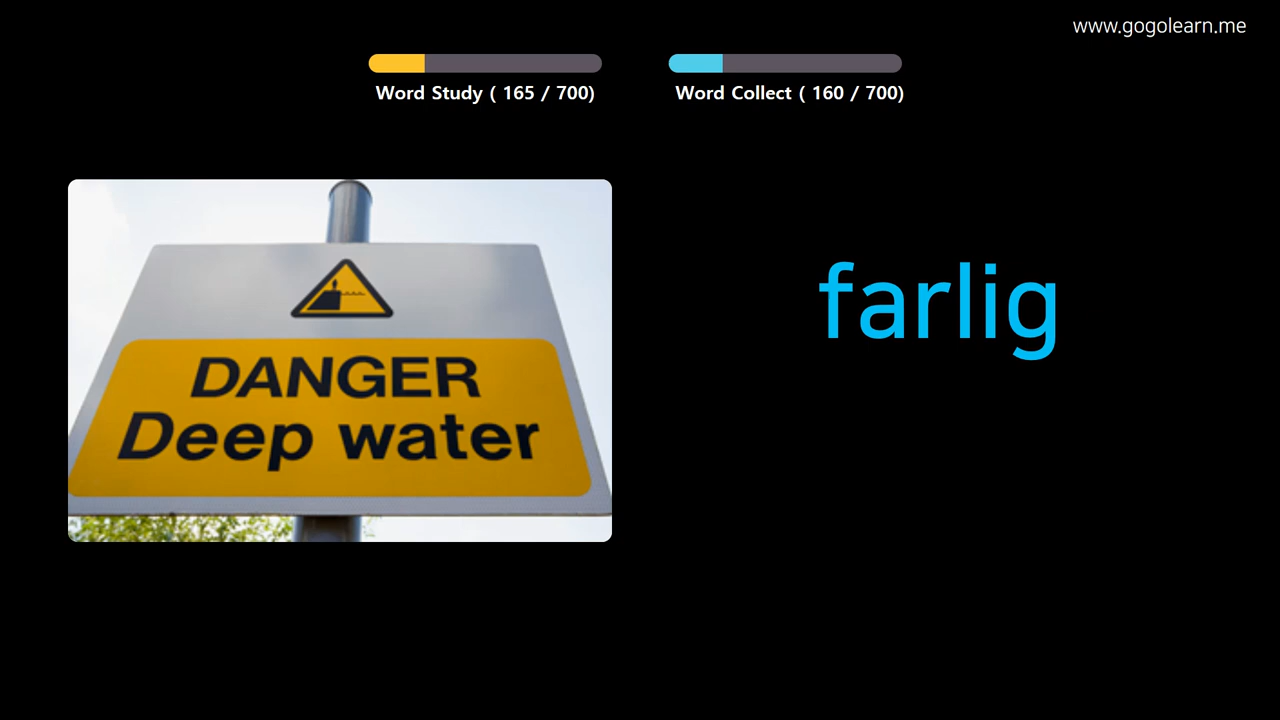 www.gogolearn.me
Word Study ( 165 / 700)
Word Collect ( 160 / 700)
DANGER
Deep water
farlig